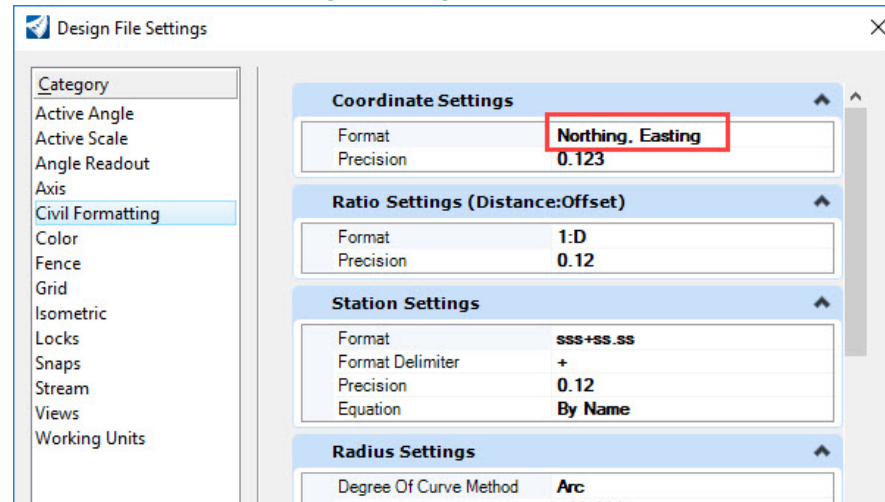 Design File Settings
Category
Active Angle
Active Scale
Angle Readout
Axis
Civil Formatting
Color
Fence
Grid
Isometric
Locks
Snaps
Stream
Views
Working Units
Coordinate Settings
Format Northing, Easting
Precision 0.123
Ratio Settings (Distance:Offset)
Format 1:D
Precision 0.12
Station Settings
Format sss+ss.ss
Format Delimiter +
Precision 0.12
Equation By Name
Radius Settings
Degree Of Curve Method Arc